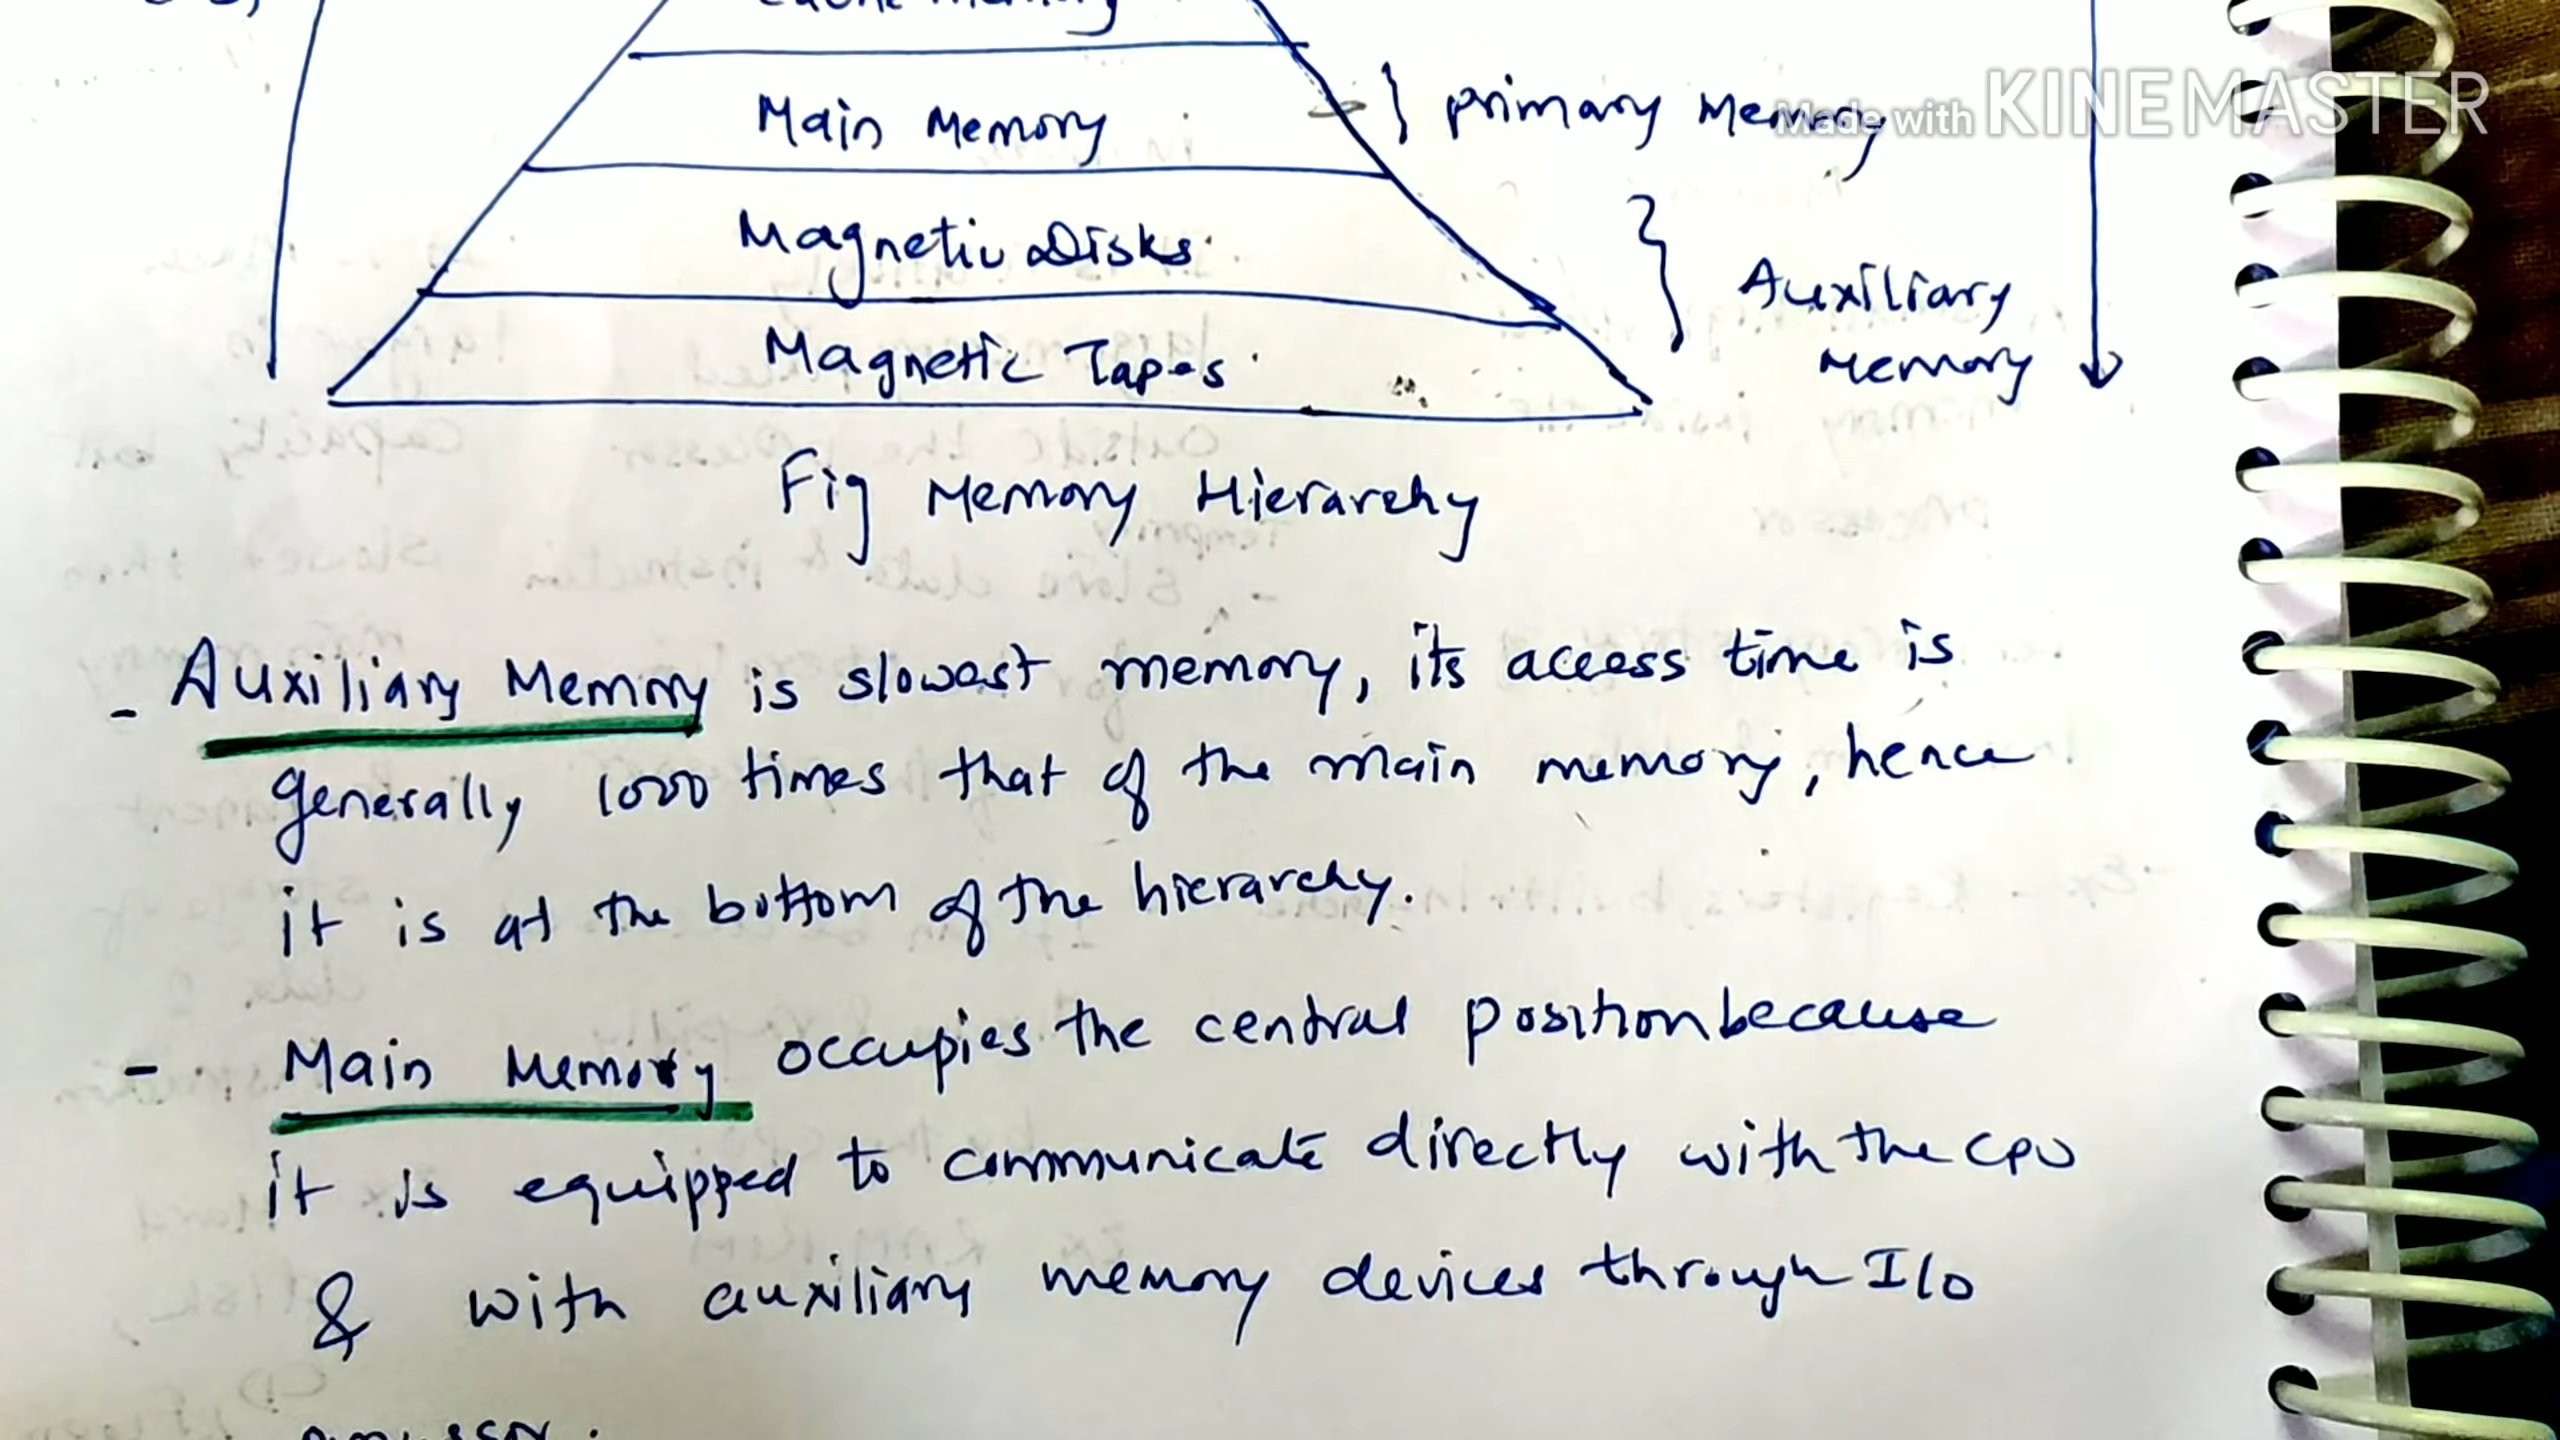 Main Memory
} Primary Memory
Made with KINEMASTER
Magnetic Disks
Magnetic Tapes
} Auxiliary
Memory
Fig Memory Hierarchy
- Auxiliary Memory is slowest memory, its access time is
generally 1000 times that of the main memory, hence
it is at the bottom of the hierarchy.
- Main Memory occupies the central position because
it is equipped to communicate directly with the CPU
& with auxiliary memory devices through I/O